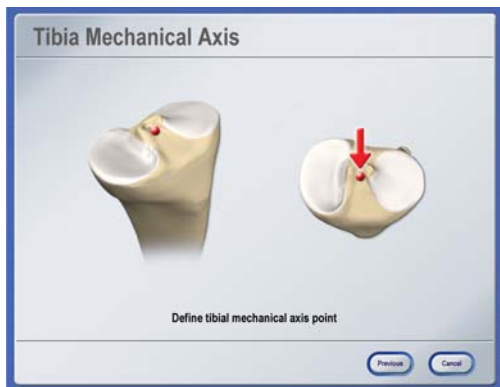 Tibia Mechanical Axis
Define tibial mechanical axis point
Previous
Cancel